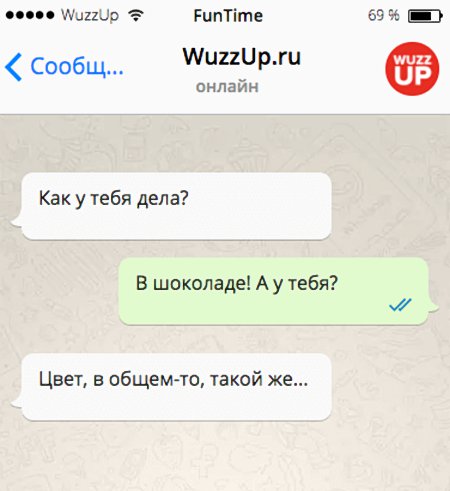 WuzzUp FunTime 69 %
Сообщ... WuzzUp.ru
онлайн
WUZZ
UP
Как у тебя дела?
В шоколаде! А у тебя?
Цвет, в общем-то, такой же...